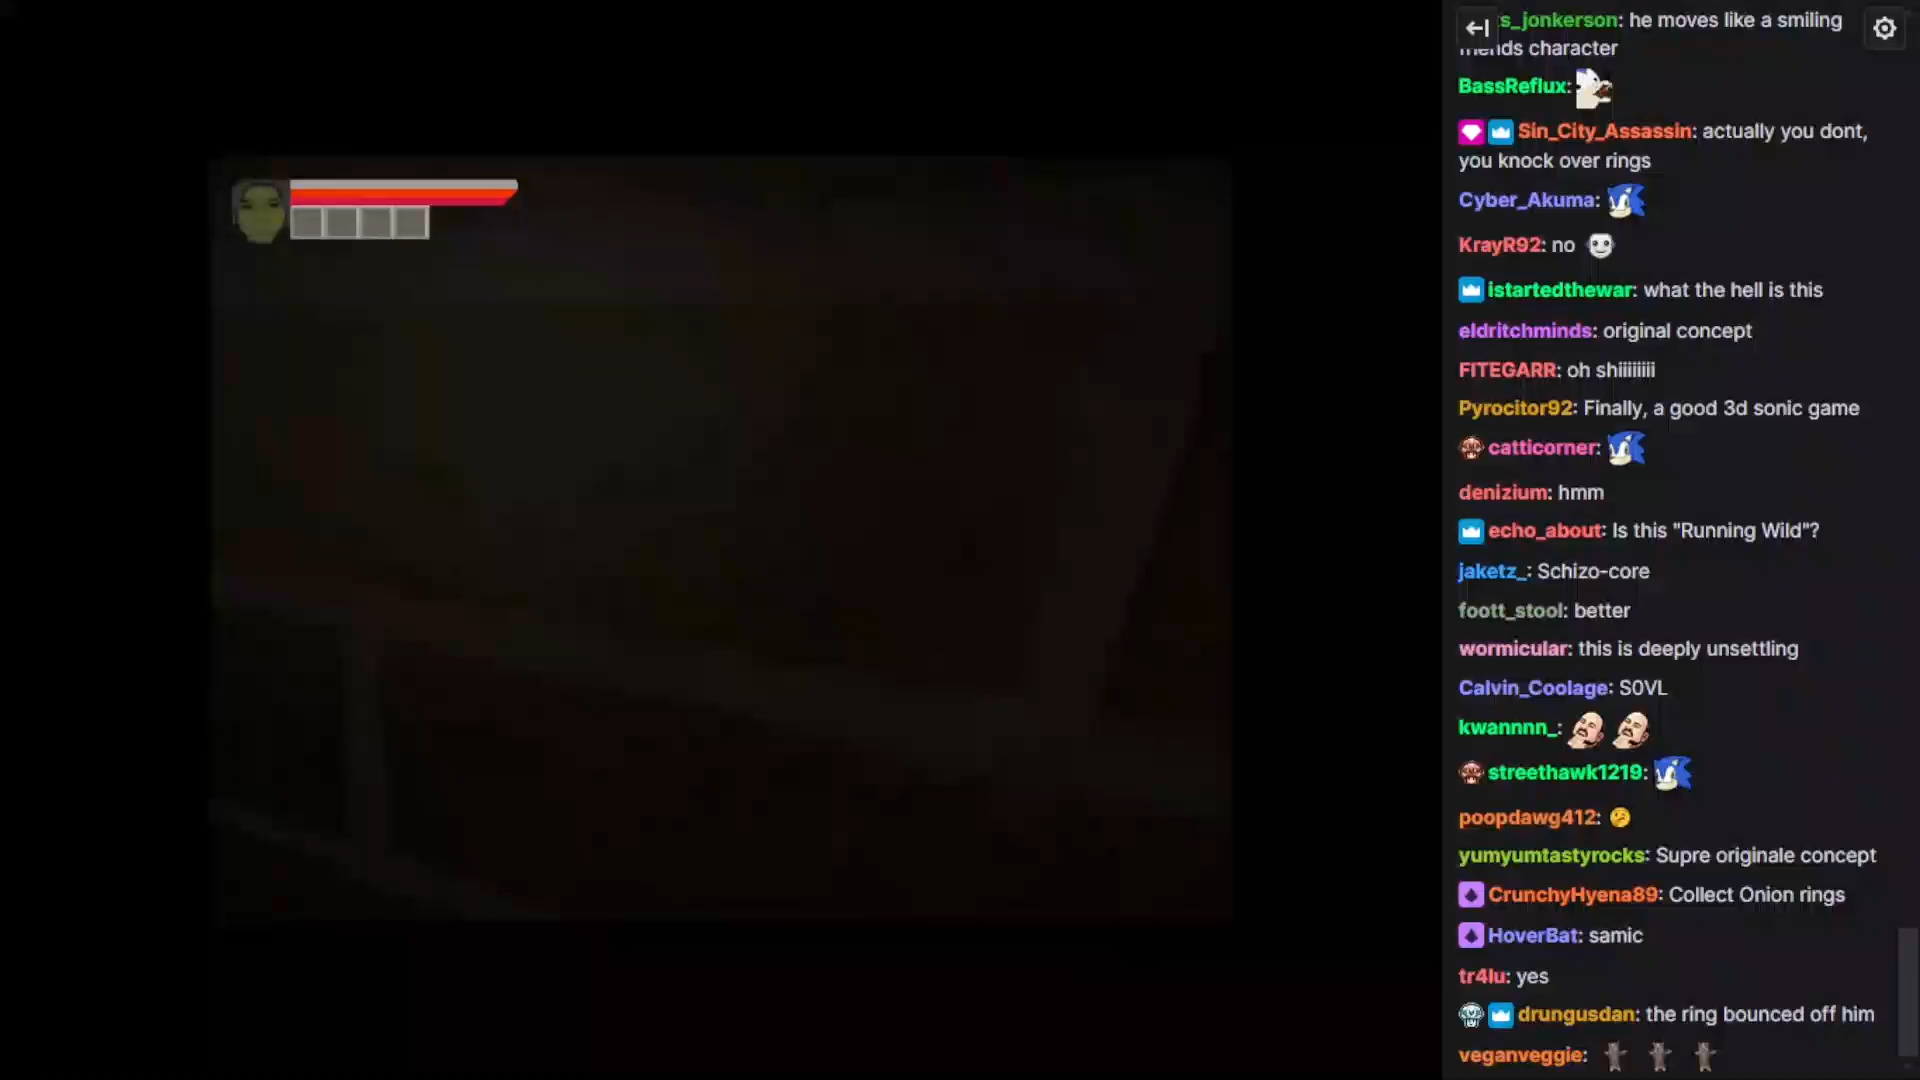 s_jonkerson: he moves like a smiling
friends character
BassReflux:
Sin_City_Assassin: actually you dont,
you knock over rings
Cyber_Akuma:
KrayR92: no
istartedthewar: what the hell is this
eldritchminds: original concept
FITEGARR: oh shiiiiiiii
Pyrocitor92: Finally, a good 3d sonic game
catticorner:
denizium: hmm
echo_about: Is this "Running Wild"?
jaketz_: Schizo-core
foott_stool: better
wormicular: this is deeply unsettling
Calvin_Coolage: S0VL
kwannnn_:
streethawk1219:
poopdawg412:
yumyumtastyrocks: Supre originale concept
CrunchyHyena89: Collect Onion rings
HoverBat: samic
tr4lu: yes
drungusdan: the ring bounced off him
veganveggie: